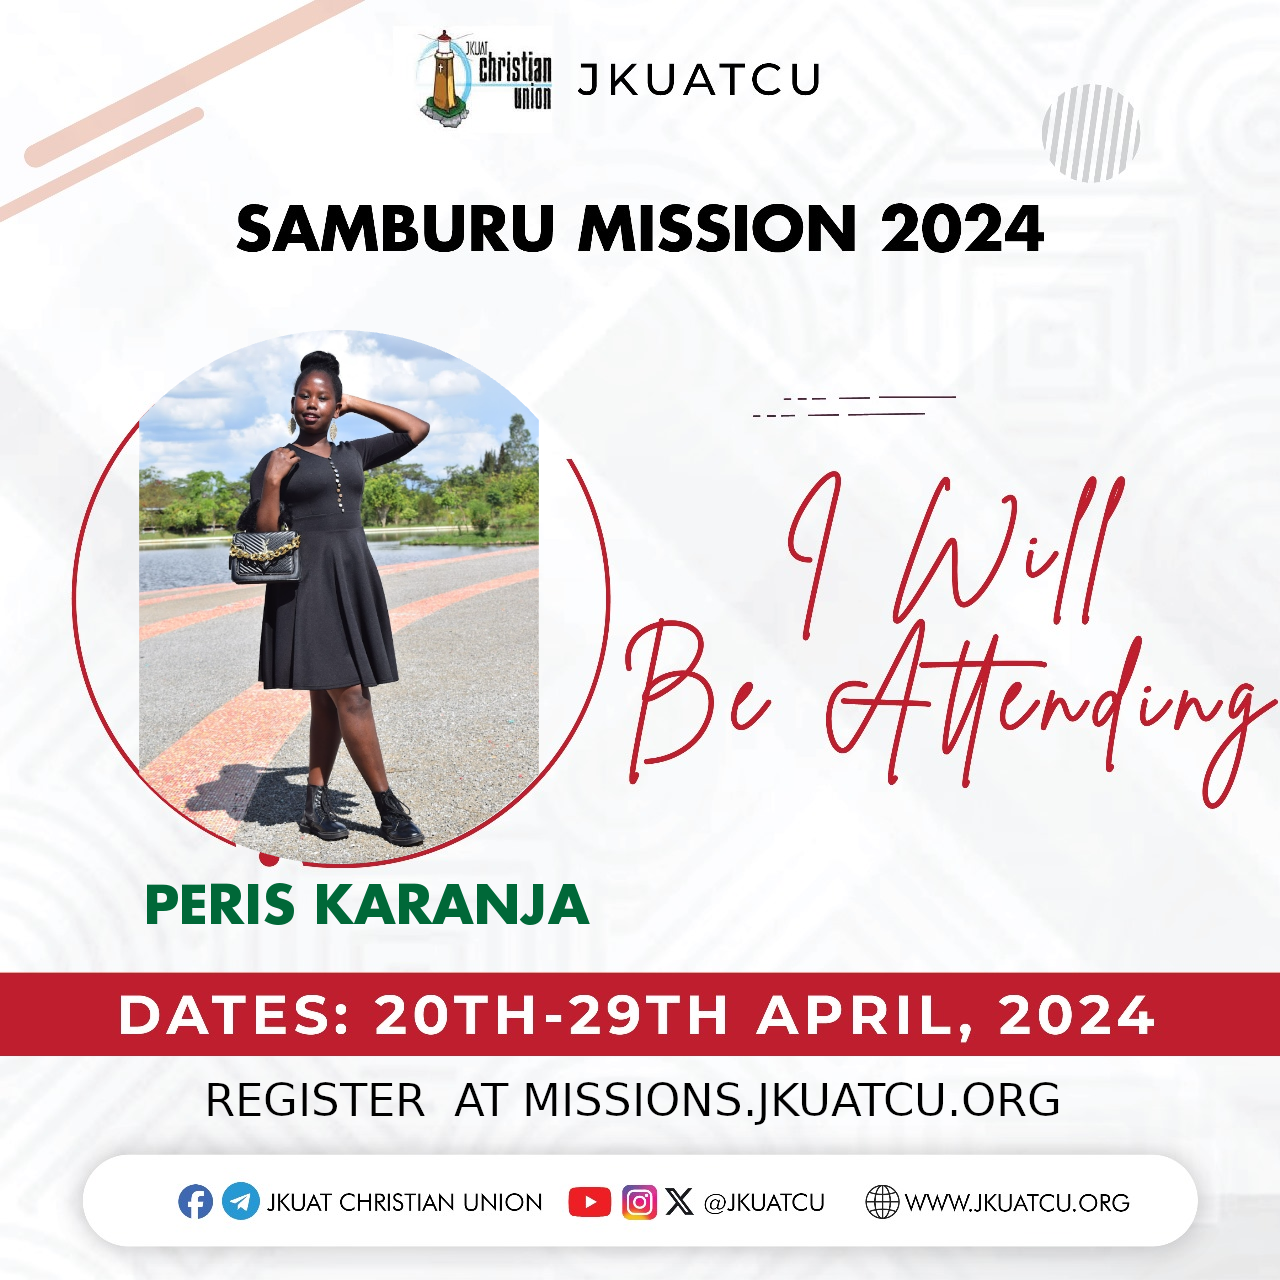 JKUAT
christian
union
JKUATCU
SAMBURU MISSION 2024
I Will
Be Attending
PERIS KARANJA
DATES: 20TH-29TH APRIL, 2024
REGISTER AT MISSIONS.JKUATCU.ORG
JKUAT CHRISTIAN UNION @JKUATCU WWW.JKUATCU.ORG